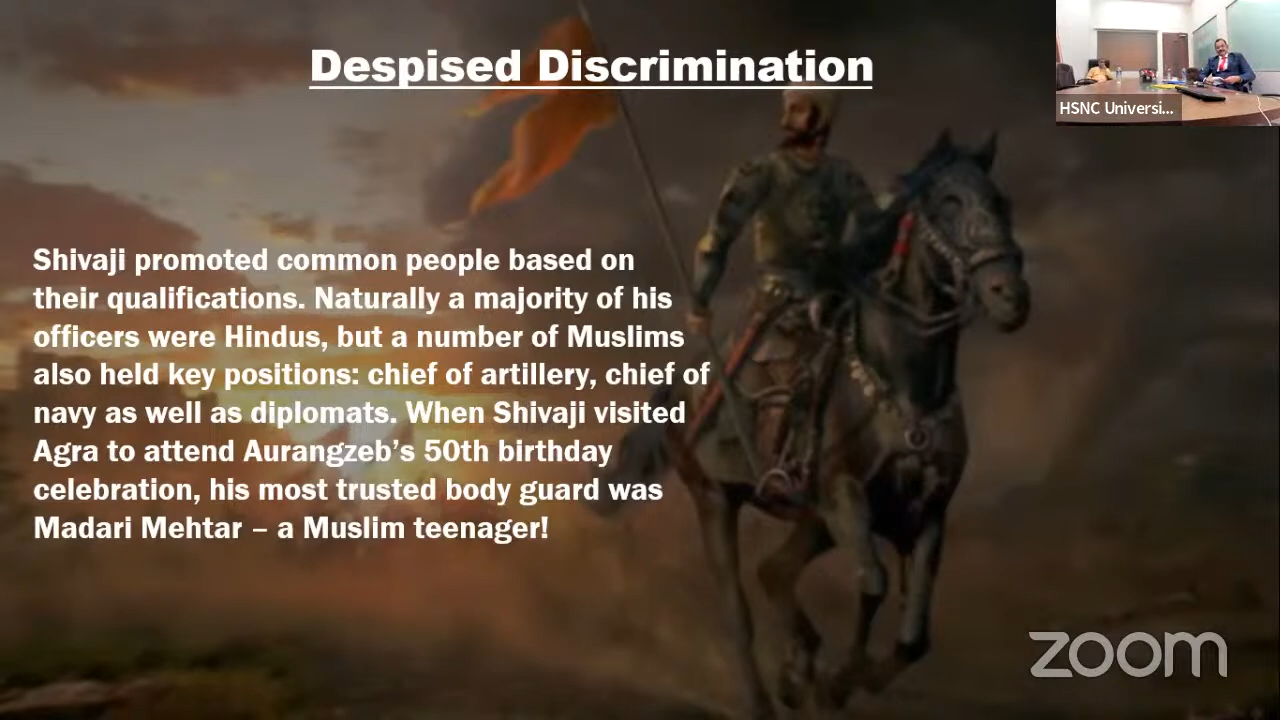 Despised Discrimination
HSNC Universi...
Shivaji promoted common people based on
their qualifications. Naturally a majority of his
officers were Hindus, but a number of Muslims
also held key positions: chief of artillery, chief of
navy as well as diplomats. When Shivaji visited
Agra to attend Aurangzeb’s 50th birthday
celebration, his most trusted body guard was
Madari Mehtar – a Muslim teenager!
zoom